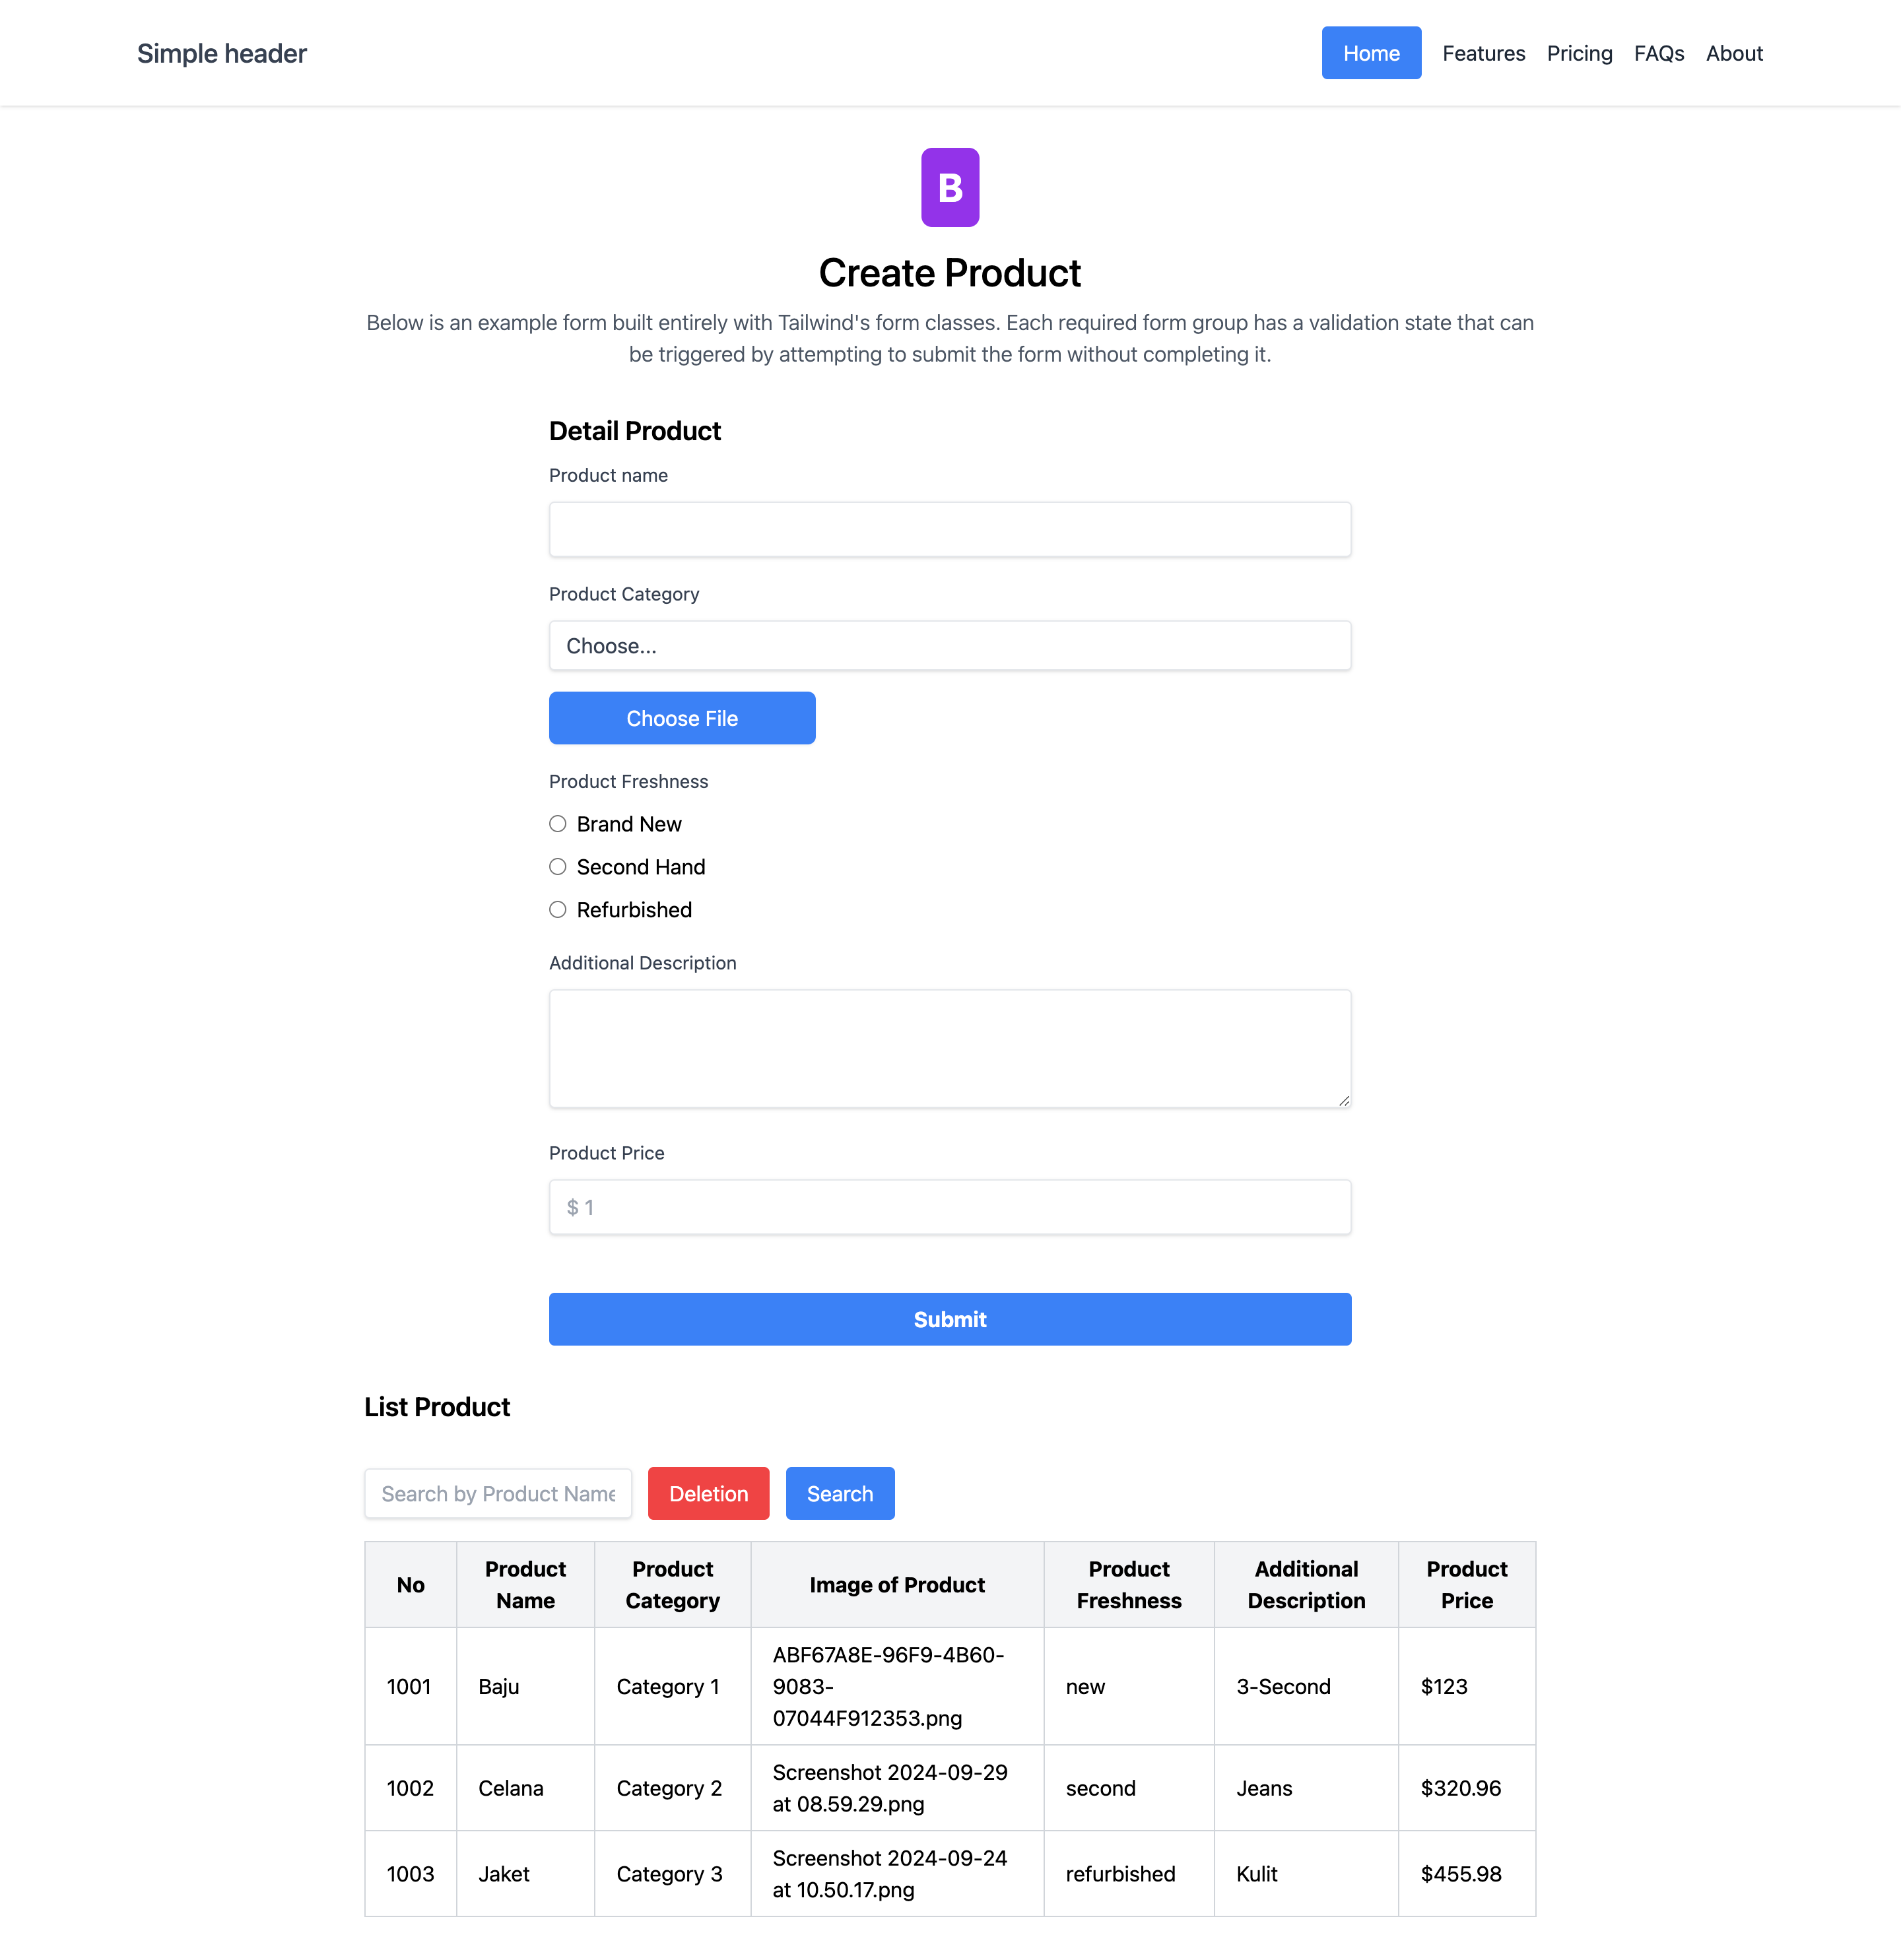 Simple header
Home Features Pricing FAQs About
B
Create Product
Below is an example form built entirely with Tailwind's form classes. Each required form group has a validation state that can
be triggered by attempting to submit the form without completing it.
Detail Product
Product name
Product Category
Choose...
Choose File
Product Freshness
Brand New
Second Hand
Refurbished
Additional Description
Product Price
$ 1
Submit
List Product
Search by Product Name Deletion Search
No
Product
Name
Product
Category
Image of Product
Product
Freshness
Additional
Description
Product
Price
1001
Baju
Category 1
ABF67A8E-96F9-4B60-
9083-
07044F912353.png
new
3-Second
$123
1002
Celana
Category 2
Screenshot 2024-09-29
at 08.59.29.png
second
Jeans
$320.96
1003
Jaket
Category 3
Screenshot 2024-09-24
at 10.50.17.png
refurbished
Kulit
$455.98